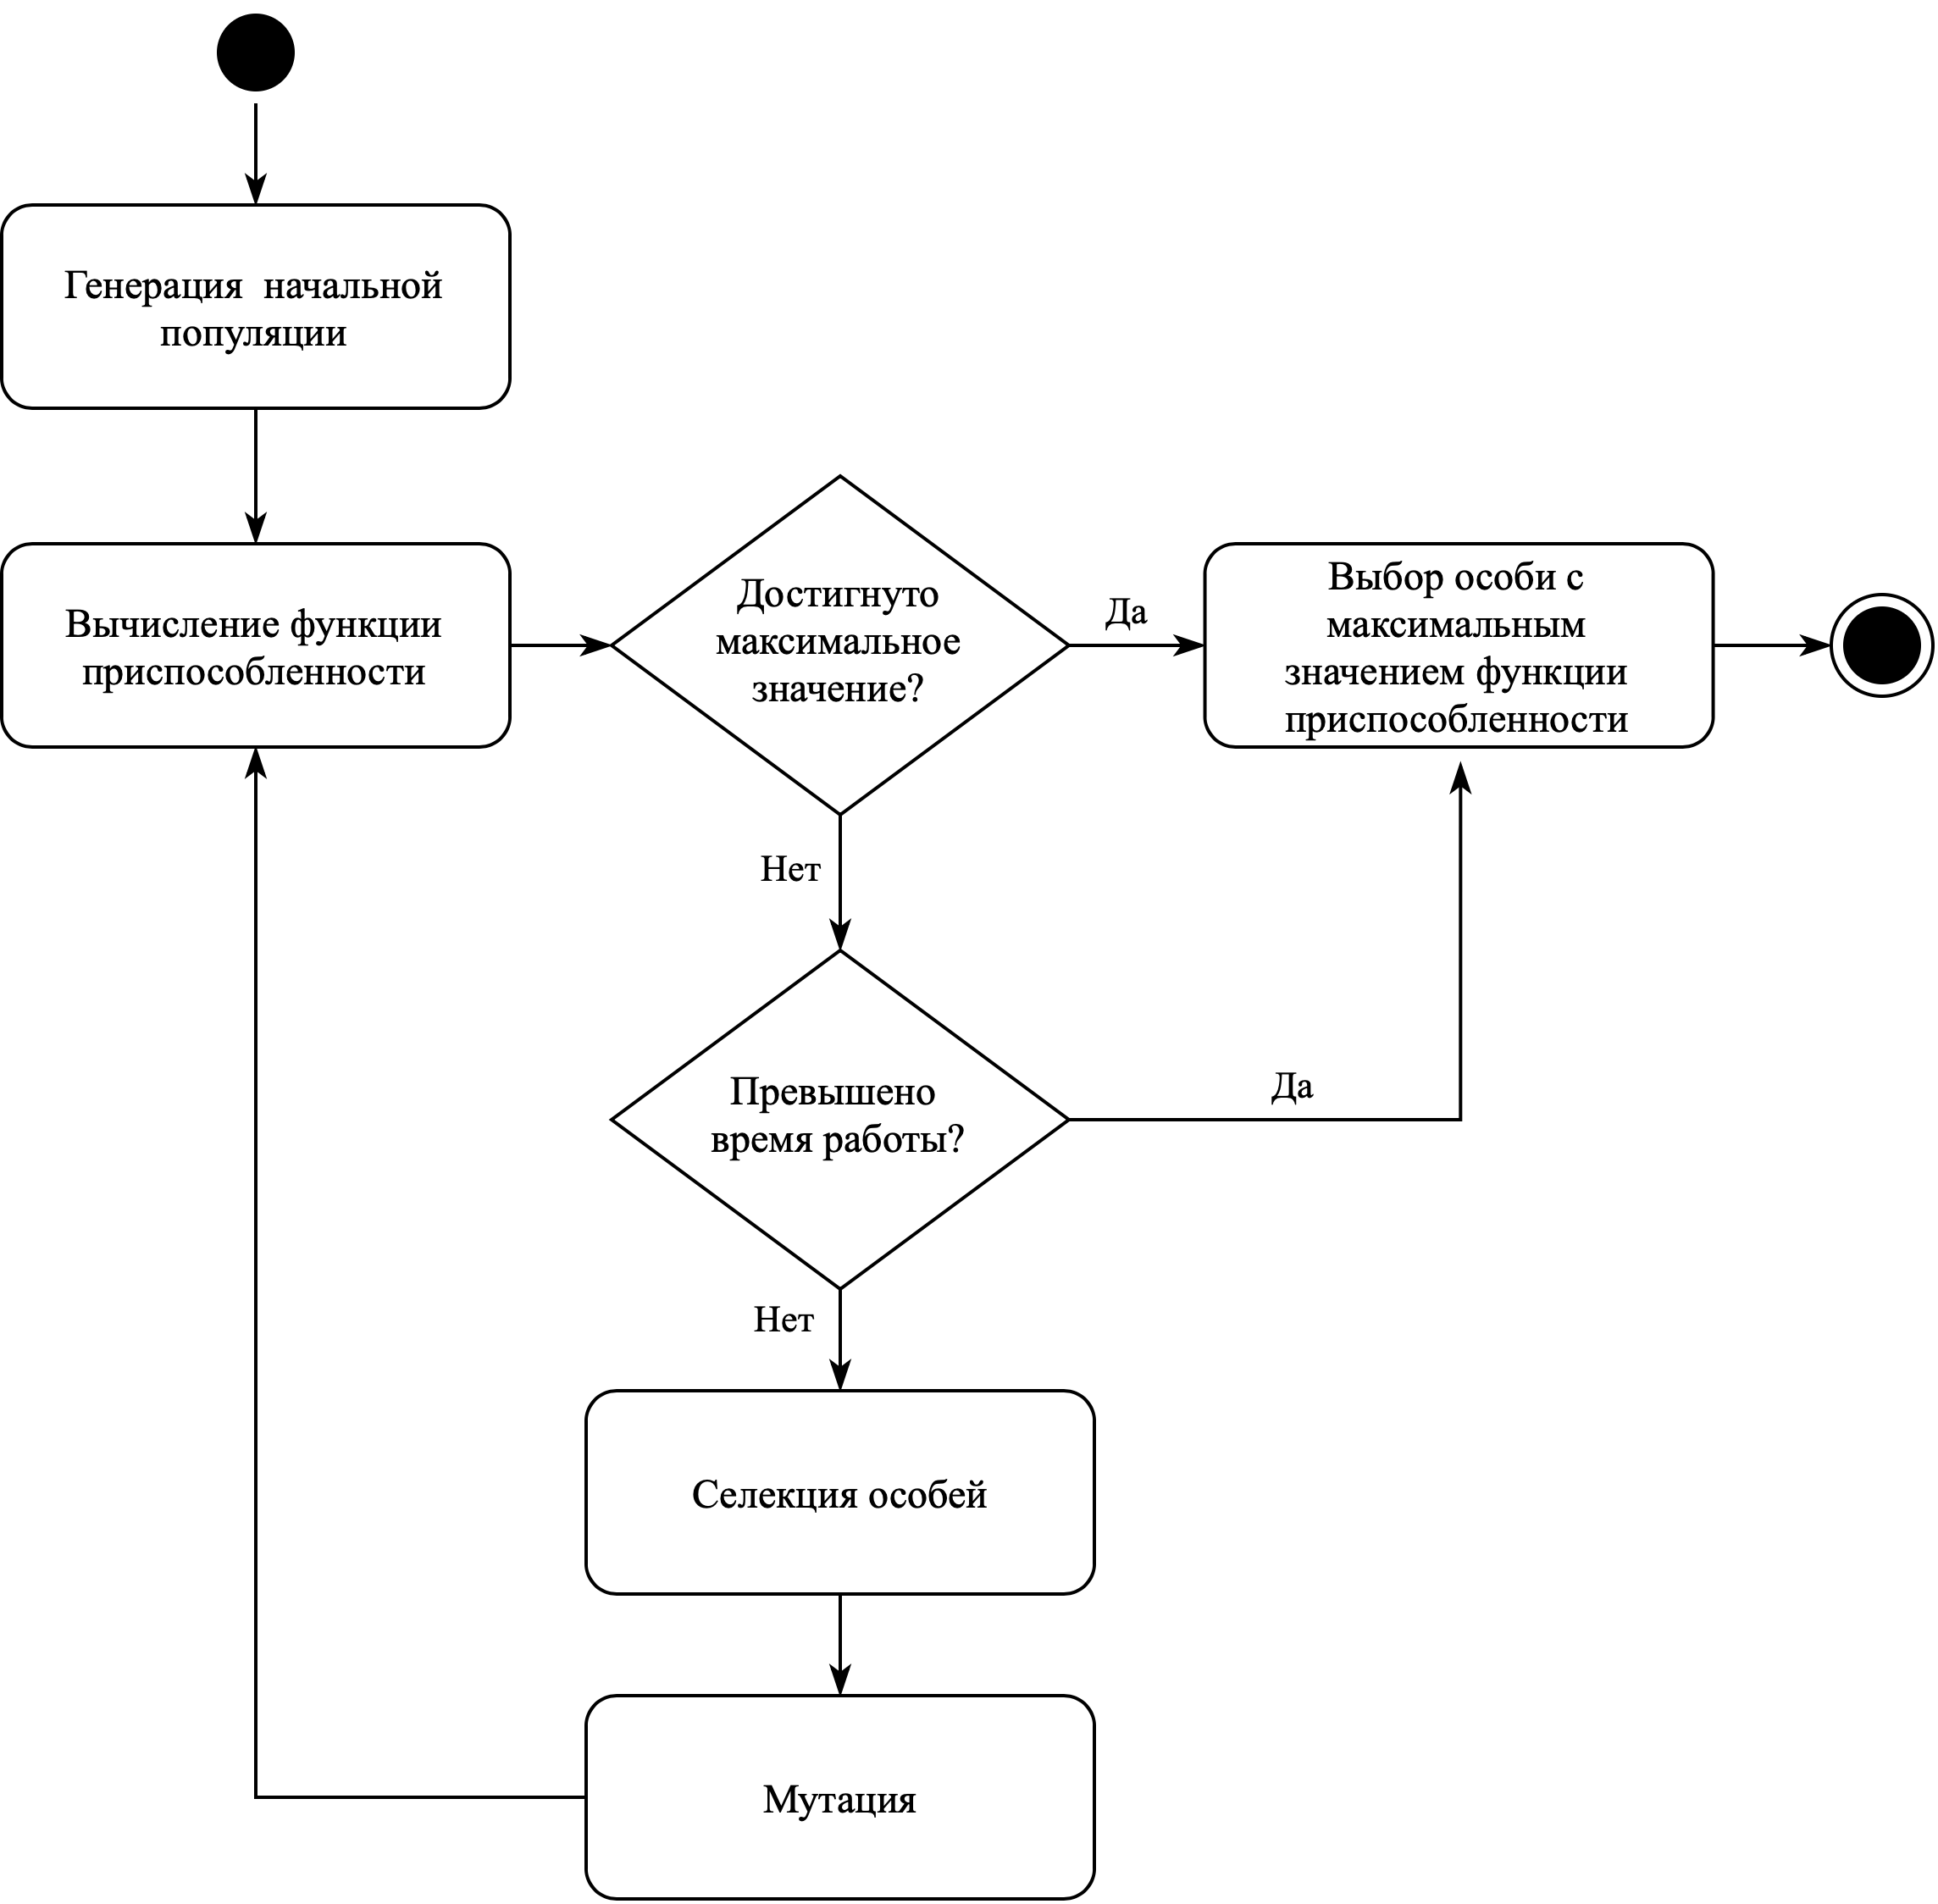 Генерация начальной
популяции
Вычисление функции
приспособленности
Достигнуто
максимальное
значение?
Да
Выбор особи с
максимальным
значением функции
приспособленности
Нет
Превышено
время работы?
Да
Нет
Селекция особей
Мутация